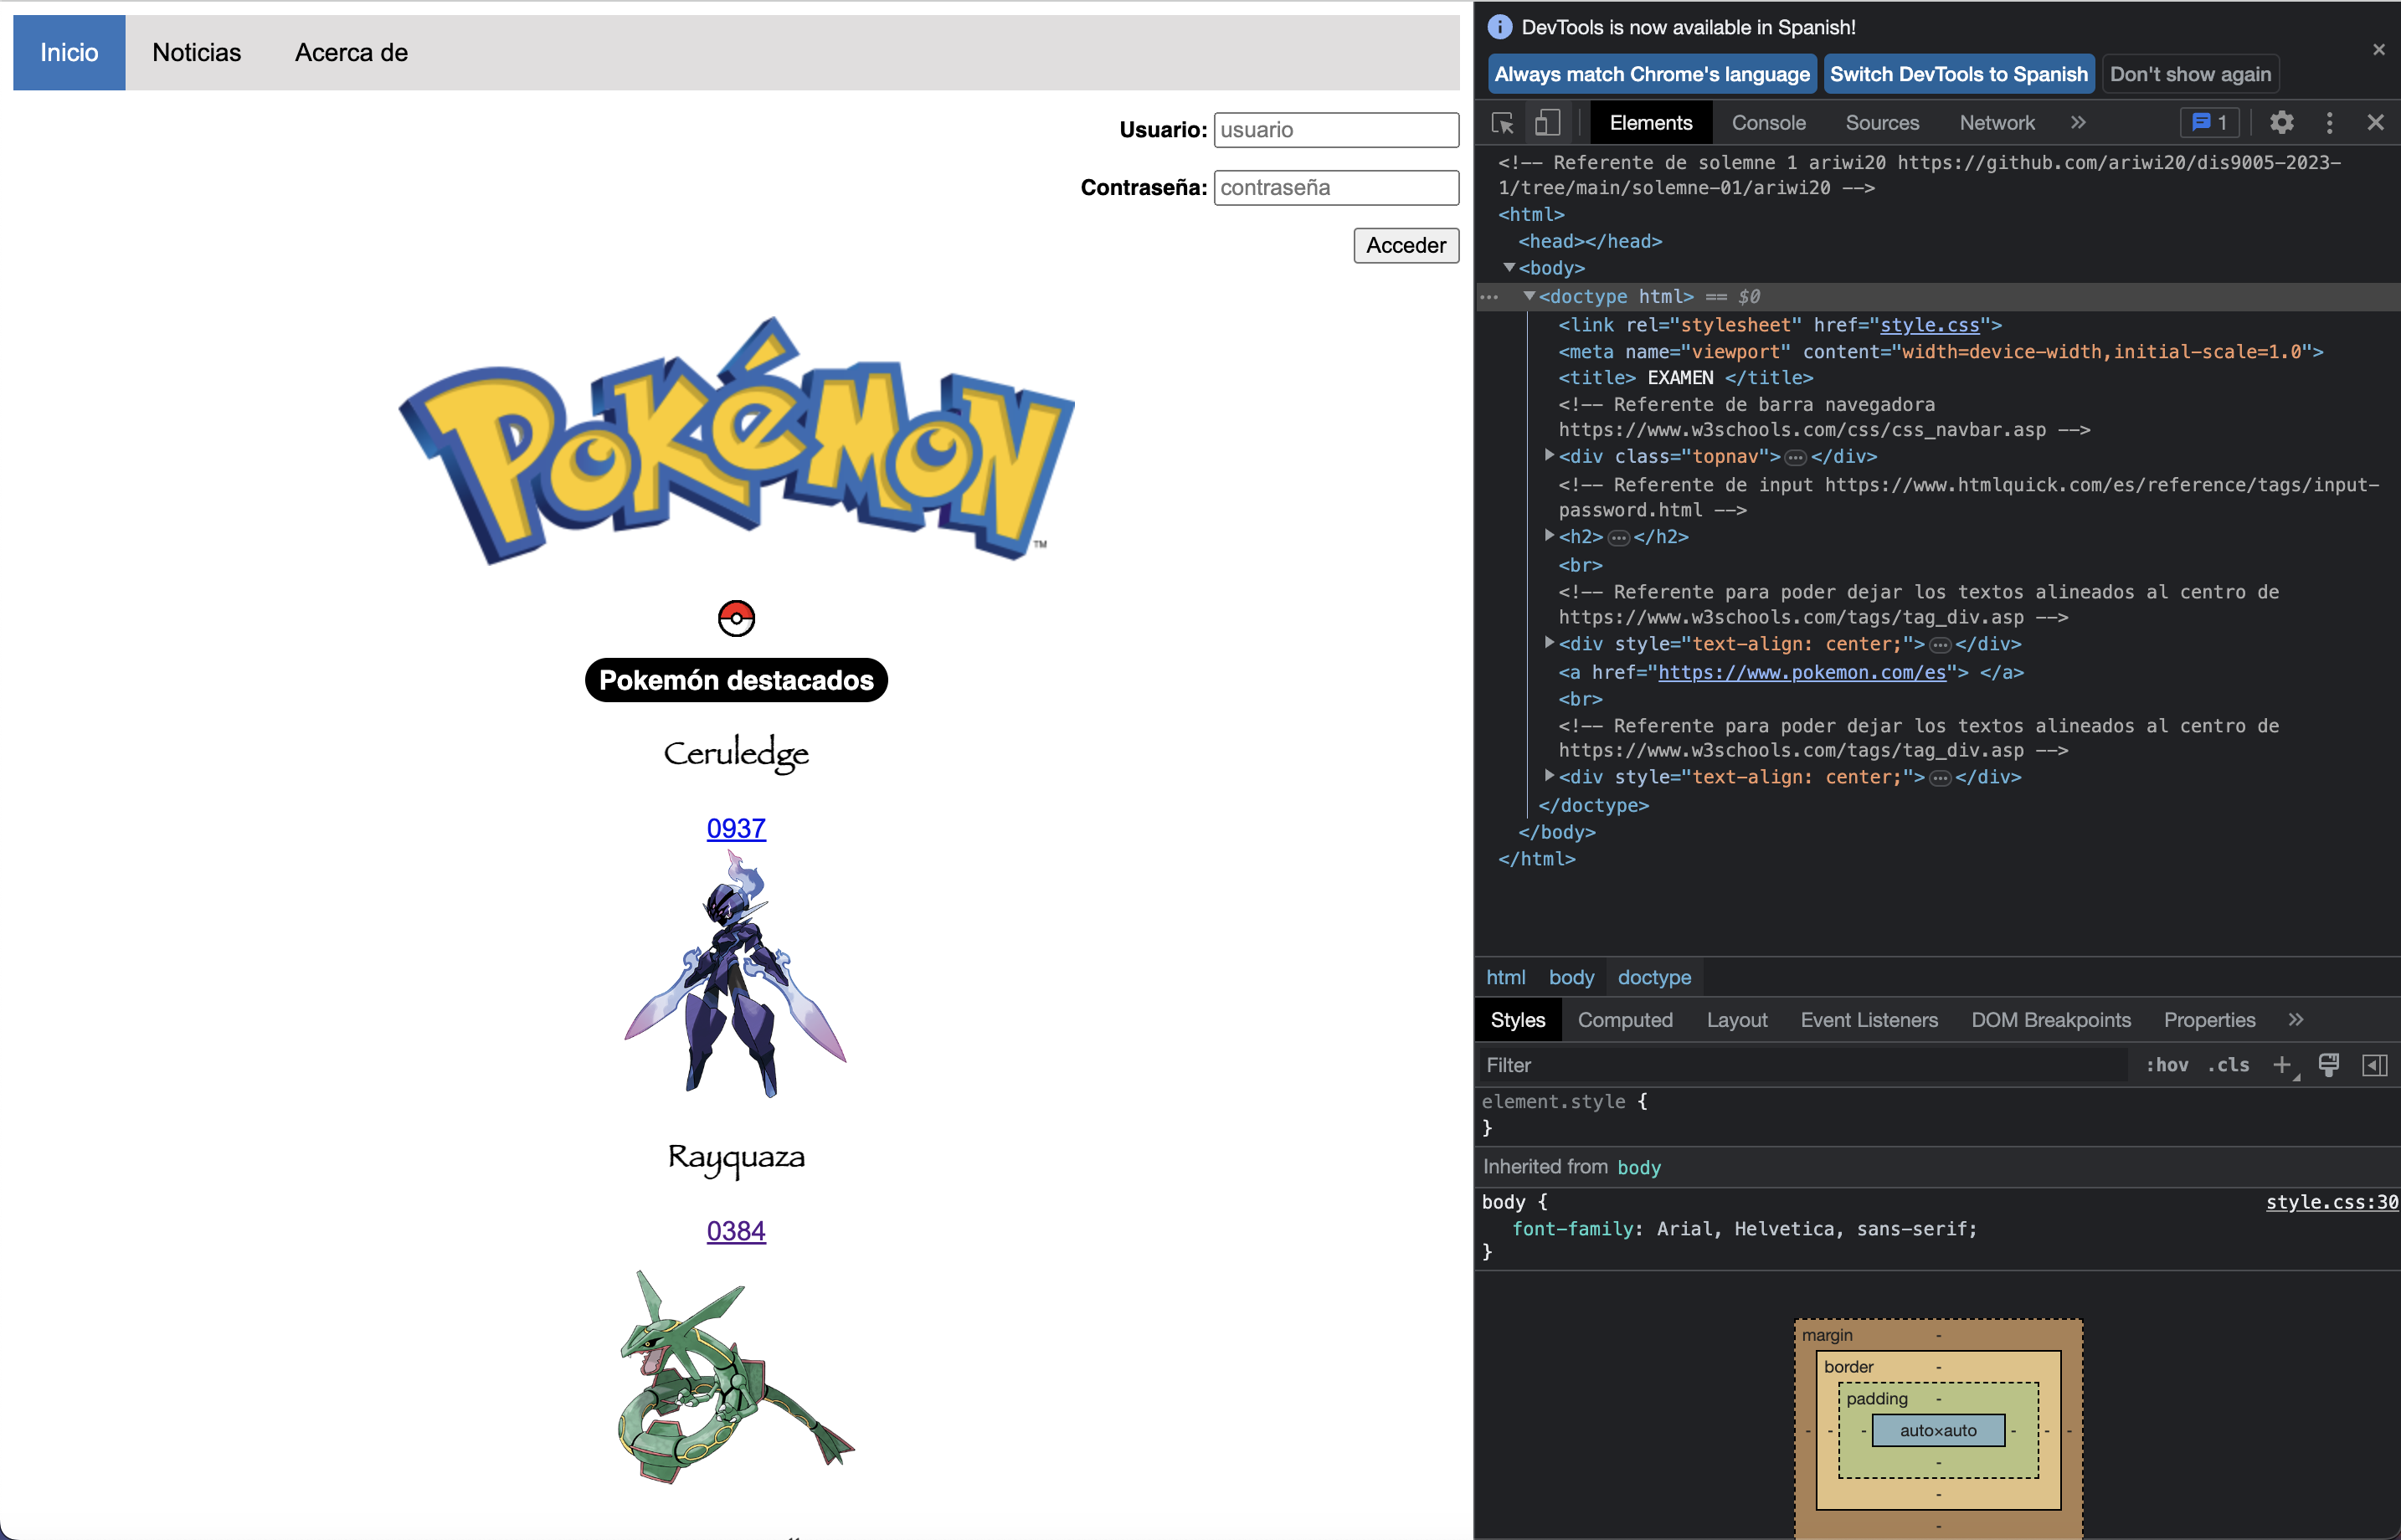 Inicio Noticias Acerca de
Usuario: usuario
Contraseña: contraseña
Acceder
POKéMON
TM
Pokemón destacados
Ceruledge
0937
Rayquaza
0384
DevTools is now available in Spanish!
Always match Chrome's language Switch DevTools to Spanish Don't show again
Elements Console Sources Network » 1
<!-- Referente de solemne 1 ariwi20 https://github.com/ariwi20/dis9005-2023-
1/tree/main/solemne-01/ariwi20 -->
<html>
<head></head>
<body>
<doctype html> == $0
<link rel="stylesheet" href="style.css">
<meta name="viewport" content="width=device-width,initial-scale=1.0">
<title> EXAMEN </title>
<!-- Referente de barra navegadora
https://www.w3schools.com/css/css_navbar.asp -->
<div class="topnav">…</div>
<!-- Referente de input https://www.htmlquick.com/es/reference/tags/input-
password.html -->
<h2>…</h2>
<br>
<!-- Referente para poder dejar los textos alineados al centro de
https://www.w3schools.com/tags/tag_div.asp -->
<div style="text-align: center;">…</div>
<a href="https://www.pokemon.com/es"> </a>
<br>
<!-- Referente para poder dejar los textos alineados al centro de
https://www.w3schools.com/tags/tag_div.asp -->
<div style="text-align: center;">…</div>
</doctype>
</body>
</html>
html body doctype
Styles Computed Layout Event Listeners DOM Breakpoints Properties »
Filter :hov .cls +
element.style {
}
Inherited from body
body { style.css:30
font-family: Arial, Helvetica, sans-serif;
}
margin -
border -
padding -
- - - auto×auto - - -
-
-
-